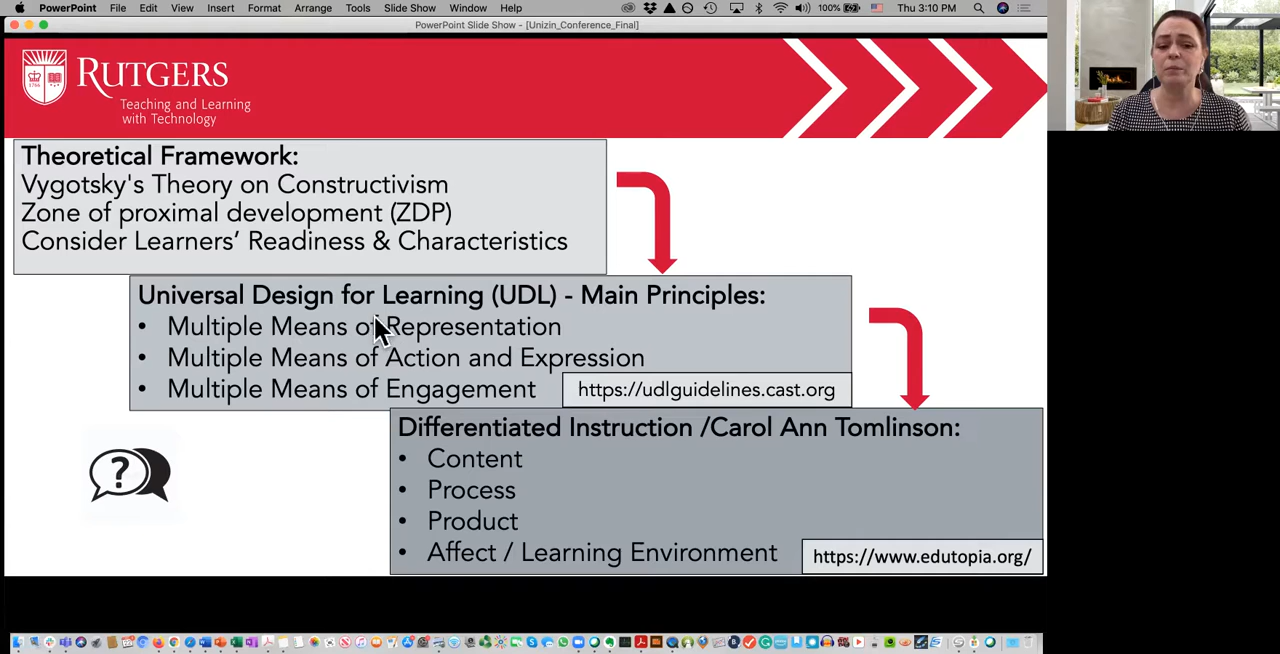 PowerPoint File Edit View Insert Format Arrange Tools Slide Show Window Help 100% Thu 3:10 PM
PowerPoint Slide Show - [Unizin_Conference_Final]
RUTGERS
Teaching and Learning
with Technology
Theoretical Framework:
Vygotsky's Theory on Constructivism
Zone of proximal development (ZDP)
Consider Learners’ Readiness & Characteristics
Universal Design for Learning (UDL) - Main Principles:
• Multiple Means of Representation
• Multiple Means of Action and Expression
• Multiple Means of Engagement
https://udlguidelines.cast.org
Differentiated Instruction /Carol Ann Tomlinson:
• Content
• Process
• Product
• Affect / Learning Environment
https://www.edutopia.org/
?